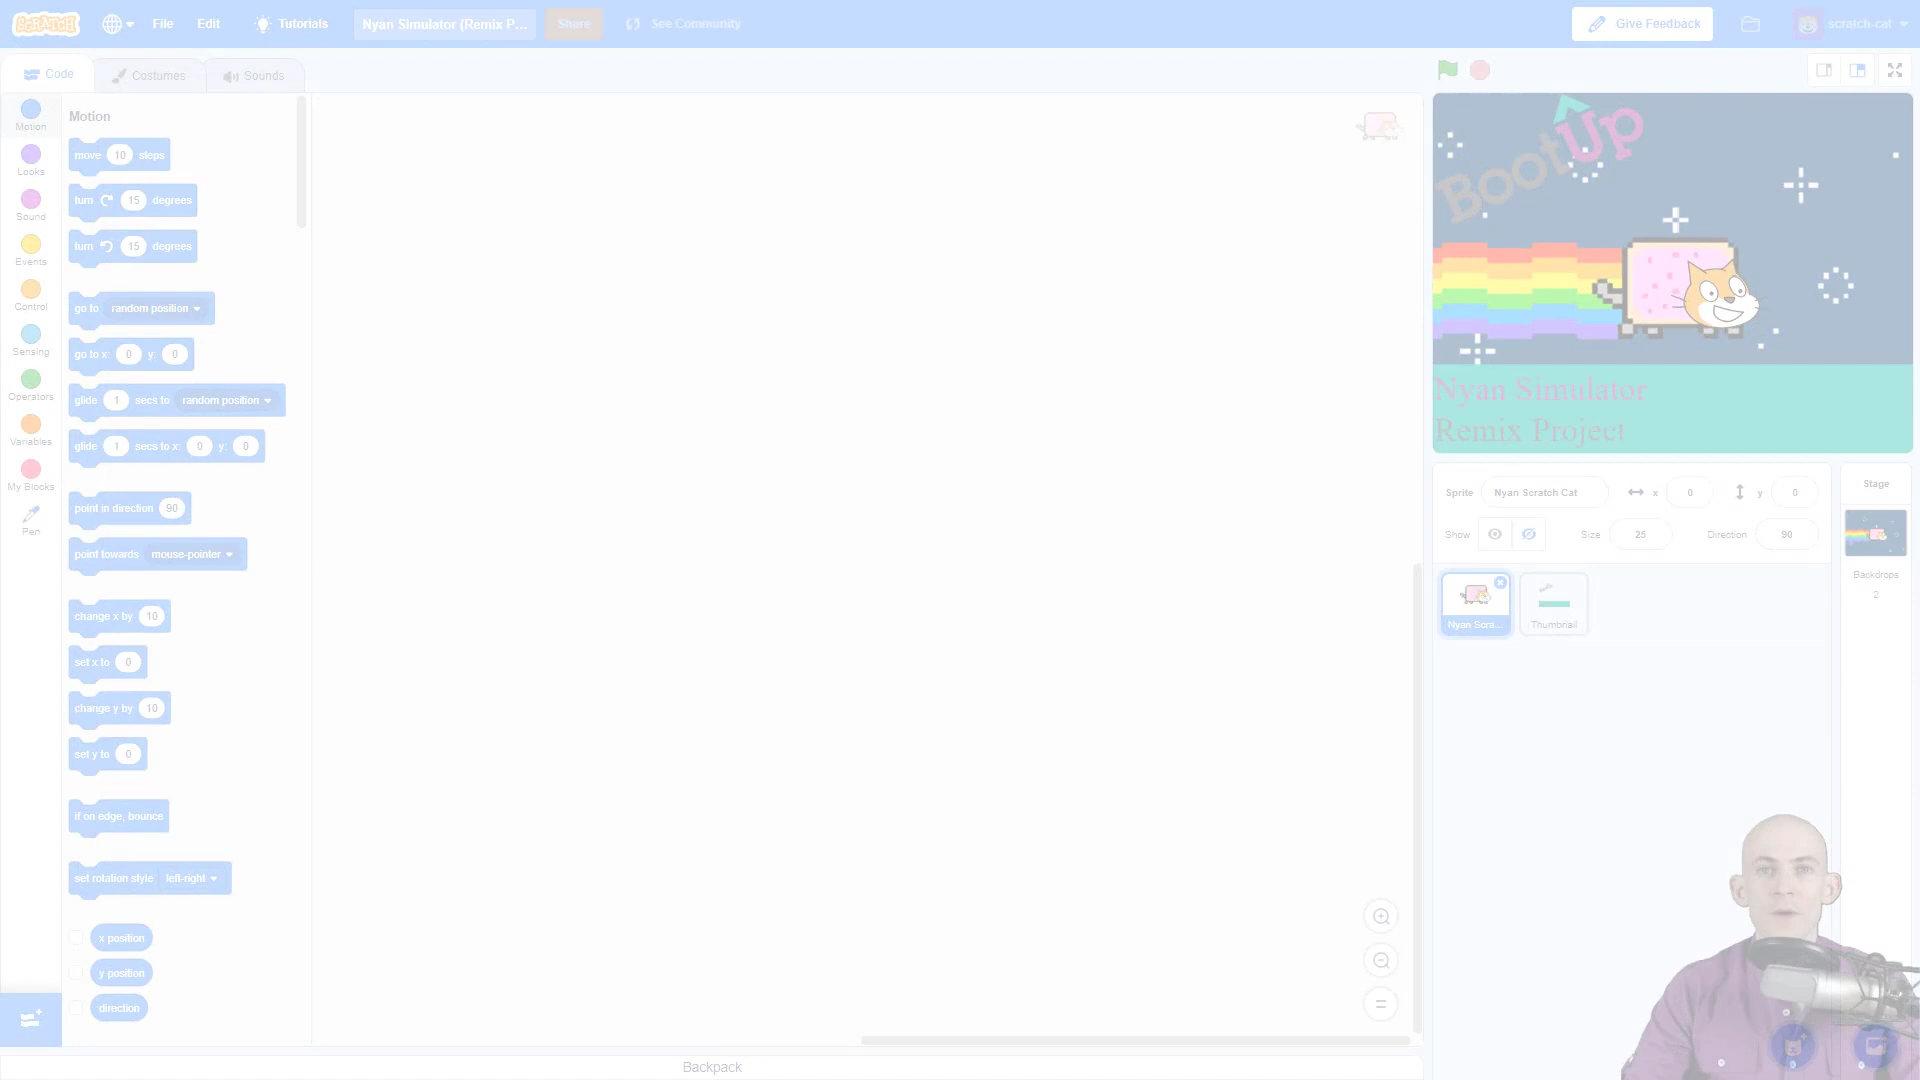 SCRATCH
File
Edit
Tutorials
Nyan Simulator (Remix P...
Share
See Community
Give Feedback
scratch-cat
Code
Costumes
Sounds
Motion
Looks
Sound
Events
Control
Sensing
Operators
Variables
My Blocks
Pen
Motion
move 10 steps
turn 15 degrees
turn 15 degrees
go to random position
go to x: 0 y: 0
glide 1 secs to random position
glide 1 secs to x: 0 y: 0
point in direction 90
point towards mouse-pointer
change x by 10
set x to 0
change y by 10
set y to 0
if on edge, bounce
set rotation style left-right
x position
y position
direction
Backpack
BootUp
Nyan Simulator
Remix Project
Sprite Nyan Scratch Cat x 0 y 0
Show Size 25 Direction 90
Nyan Scra...
Thumbnail
Stage
Backdrops
2